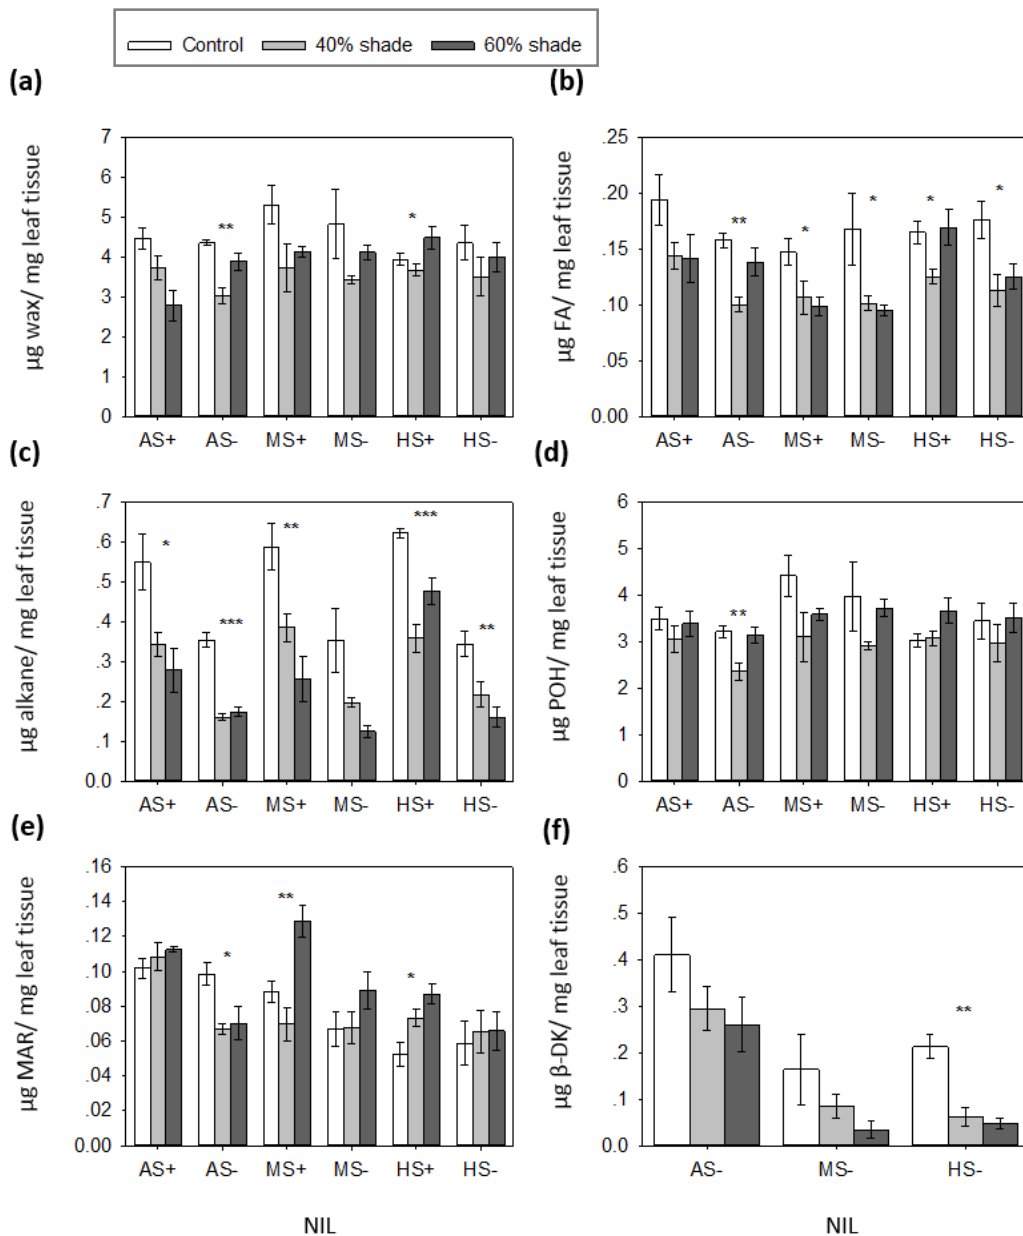 Control 40% shade 60% shade
(a)
µg wax/ mg leaf tissue
7
6
5
4
3
2
1
0
**
*
AS+ AS- MS+ MS- HS+ HS-
(b)
µg FA/ mg leaf tissue
.25
.20
.15
.10
.05
0.00
**
*
*
*
*
AS+ AS- MS+ MS- HS+ HS-
(c)
µg alkane/ mg leaf tissue
.7
.6
.5
.4
.3
.2
.1
0.0
*
***
**
***
**
AS+ AS- MS+ MS- HS+ HS-
(d)
µg POH/ mg leaf tissue
6
5
4
3
2
1
0
**
AS+ AS- MS+ MS- HS+ HS-
(e)
µg MAR/ mg leaf tissue
.16
.14
.12
.10
.08
.06
.04
.02
0.00
*
**
*
AS+ AS- MS+ MS- HS+ HS-
NIL
(f)
µg β-DK/ mg leaf tissue
.6
.5
.4
.3
.2
.1
0.0
**
AS- MS- HS-
NIL